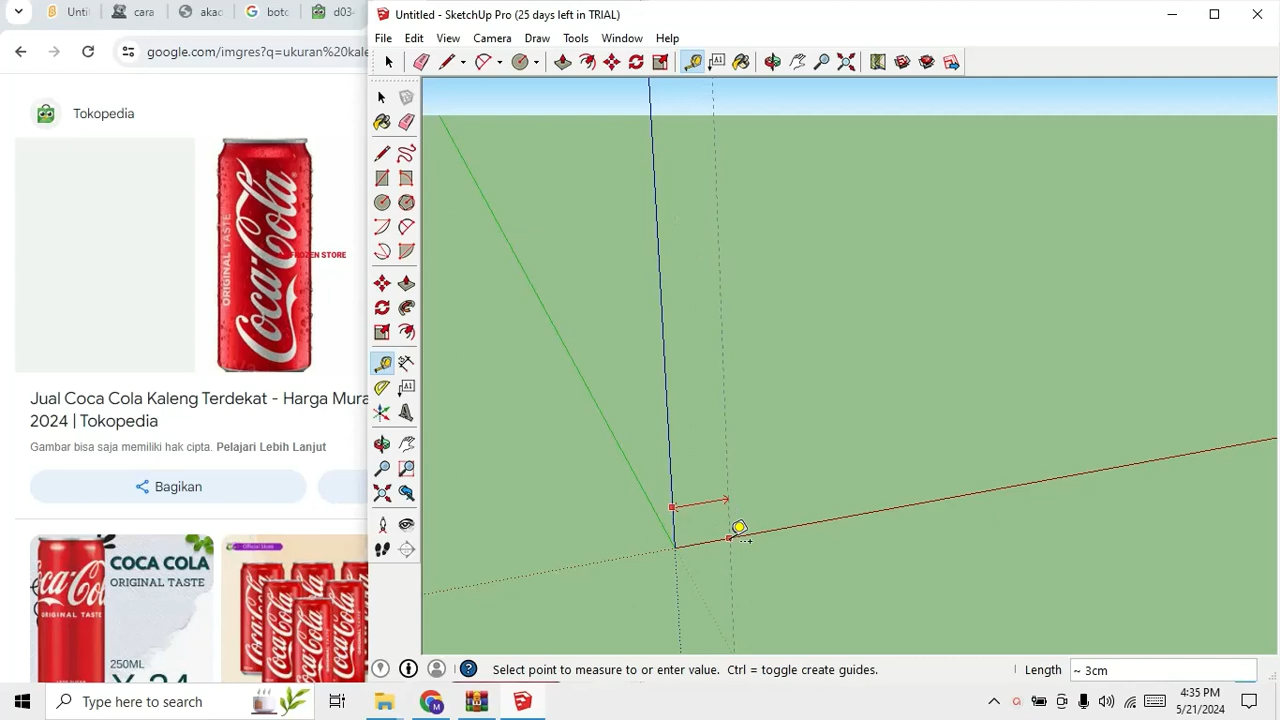 Unti
cara
akac
boto
d03-
Untitled - SketchUp Pro (25 days left in TRIAL)
google.com/imgres?q=ukuran%20kale
File Edit View Camera Draw Tools Window Help
Tokopedia
ORIGINAL TASTE
Coca-Cola
FROZEN STORE
Jual Coca Cola Kaleng Terdekat - Harga Mura
2024 | Tokopedia
Gambar bisa saja memiliki hak cipta. Pelajari Lebih Lanjut
Bagikan
COCA COLA
ORIGINAL TASTE
250ML
Select point to measure to or enter value. Ctrl = toggle create guides.
Length
~ 3cm
Type here to search
4:35 PM
5/21/2024